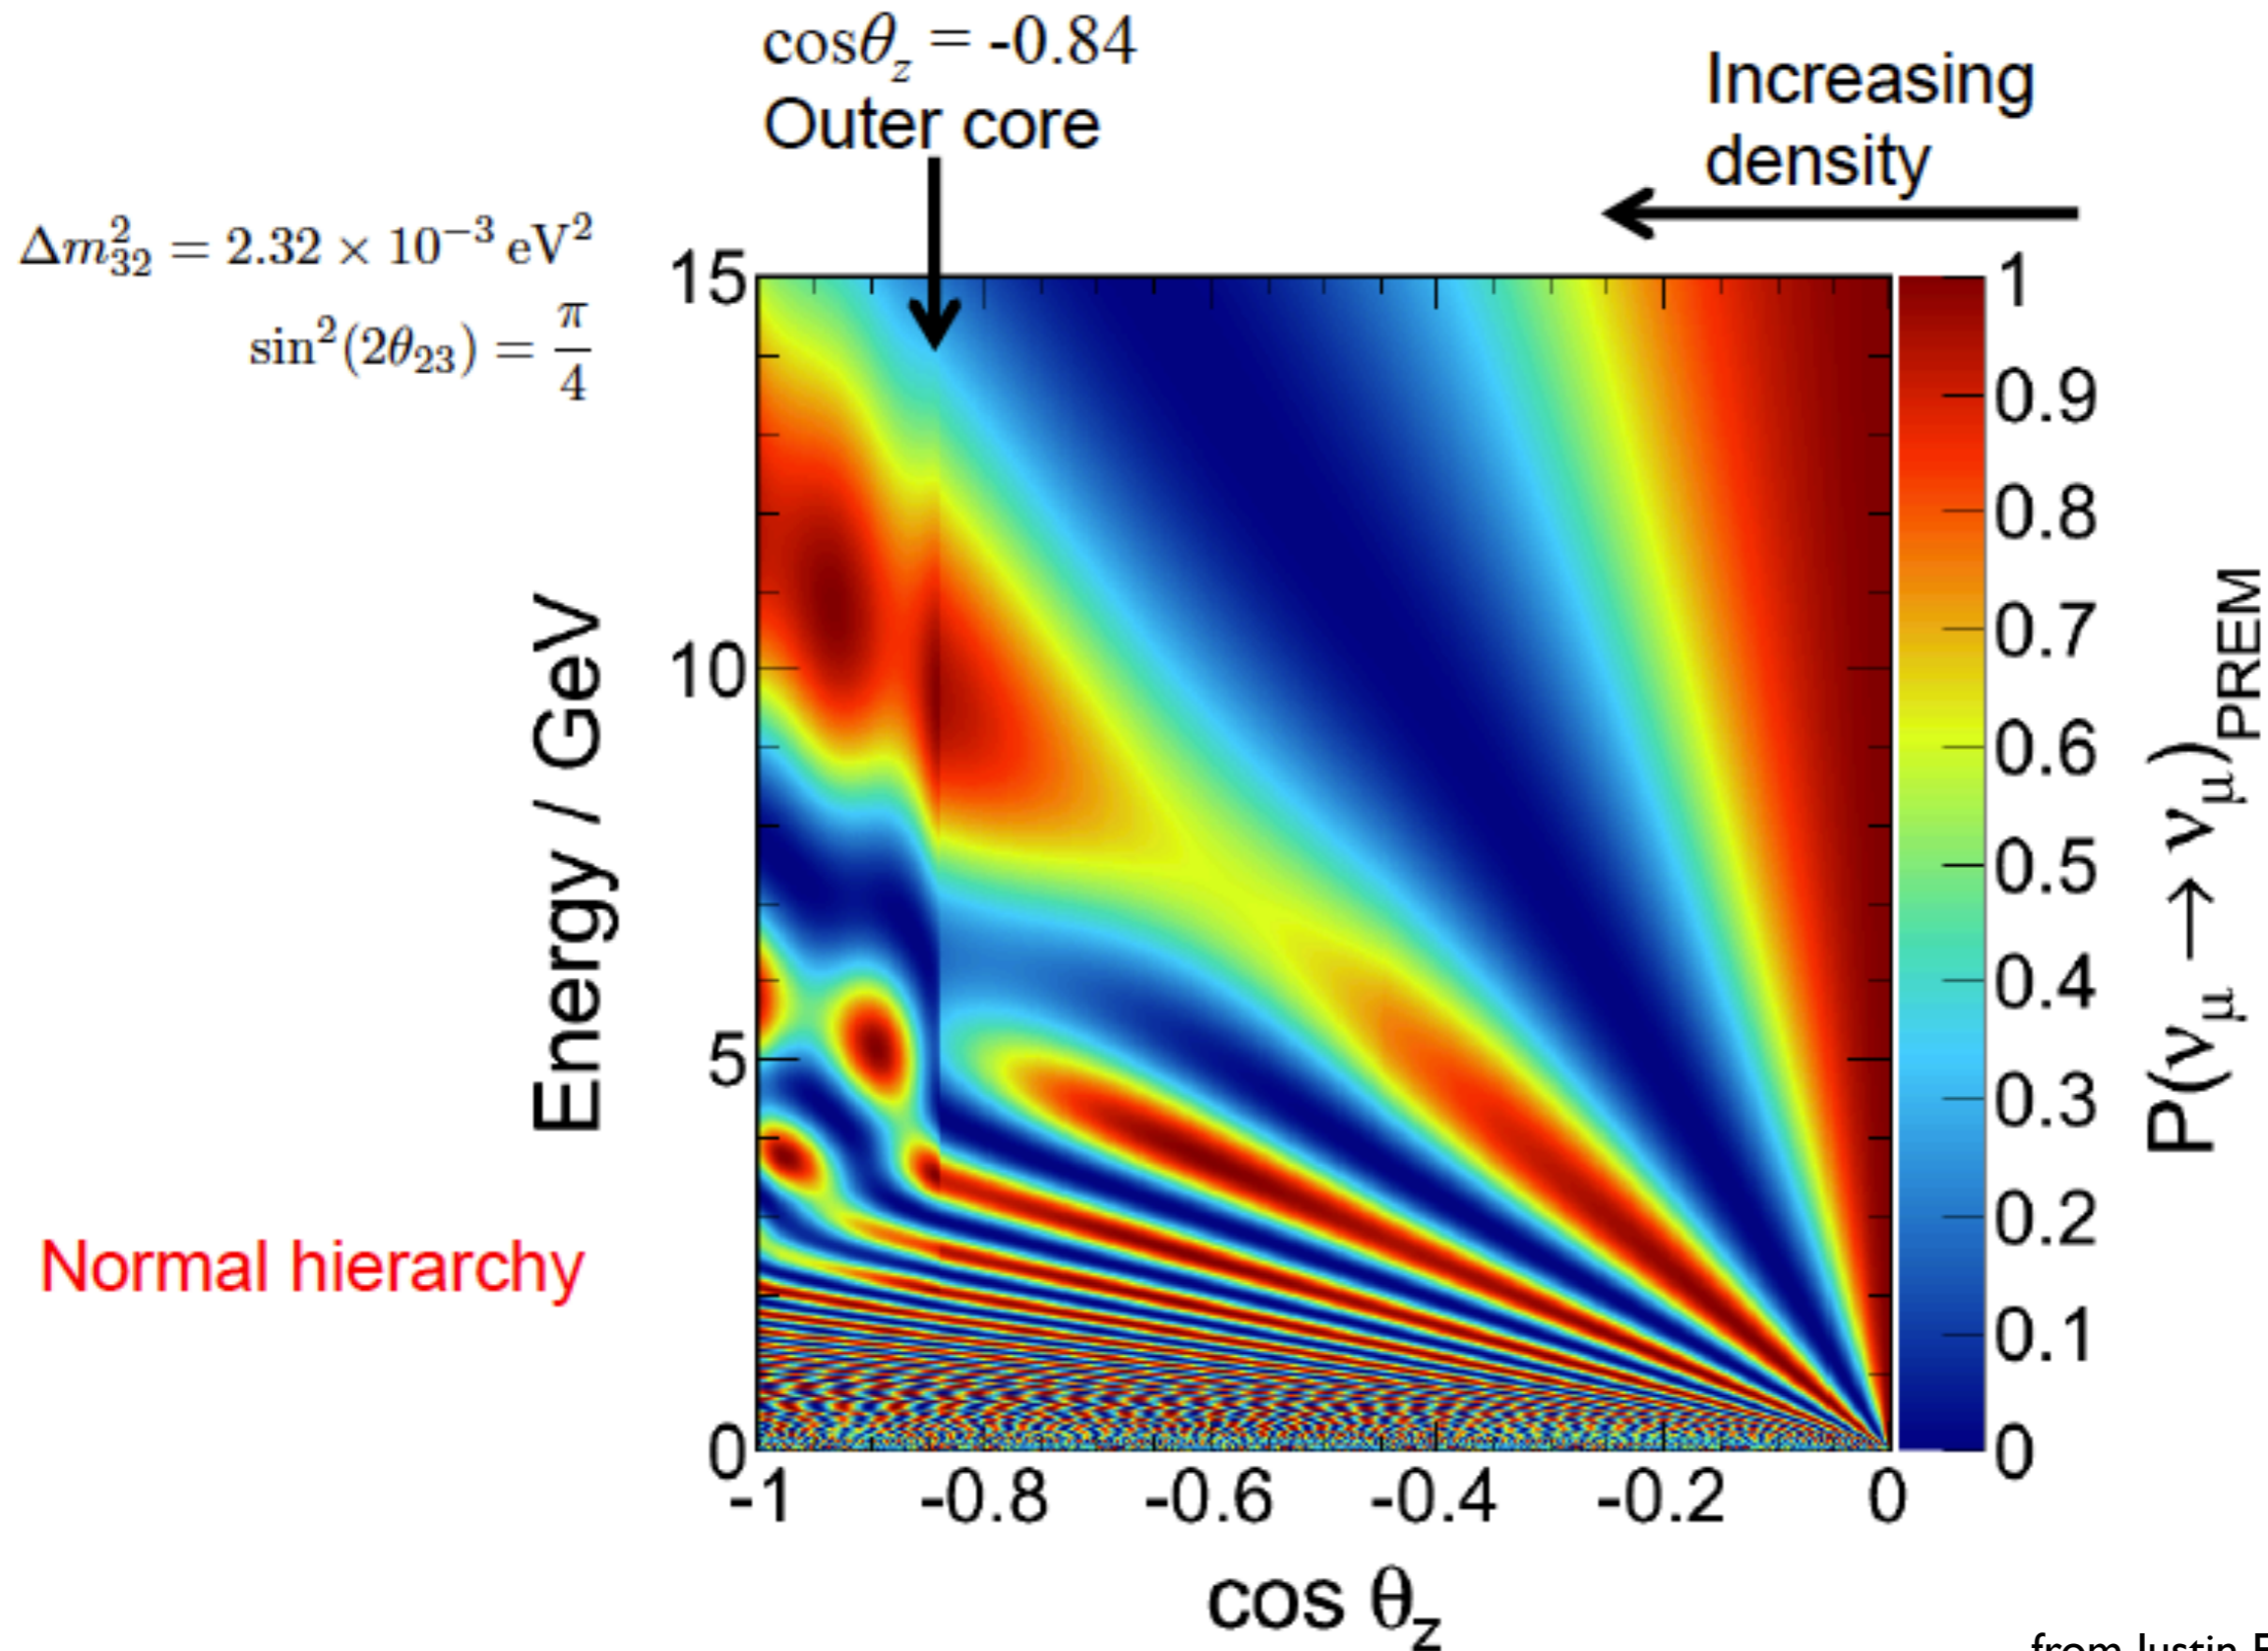 cosθz = -0.84
Outer core
Increasing
density
Δm²₃₂ = 2.32 × 10⁻³ eV²
sin²(2θ₂₃) = π/4
Normal hierarchy
Energy / GeV
15
10
5
0
-1 -0.8 -0.6 -0.4 -0.2 0
cos θz
1
0.9
0.8
0.7
0.6
0.5
0.4
0.3
0.2
0.1
0
P(νμ → νμ)PREM
from Justin